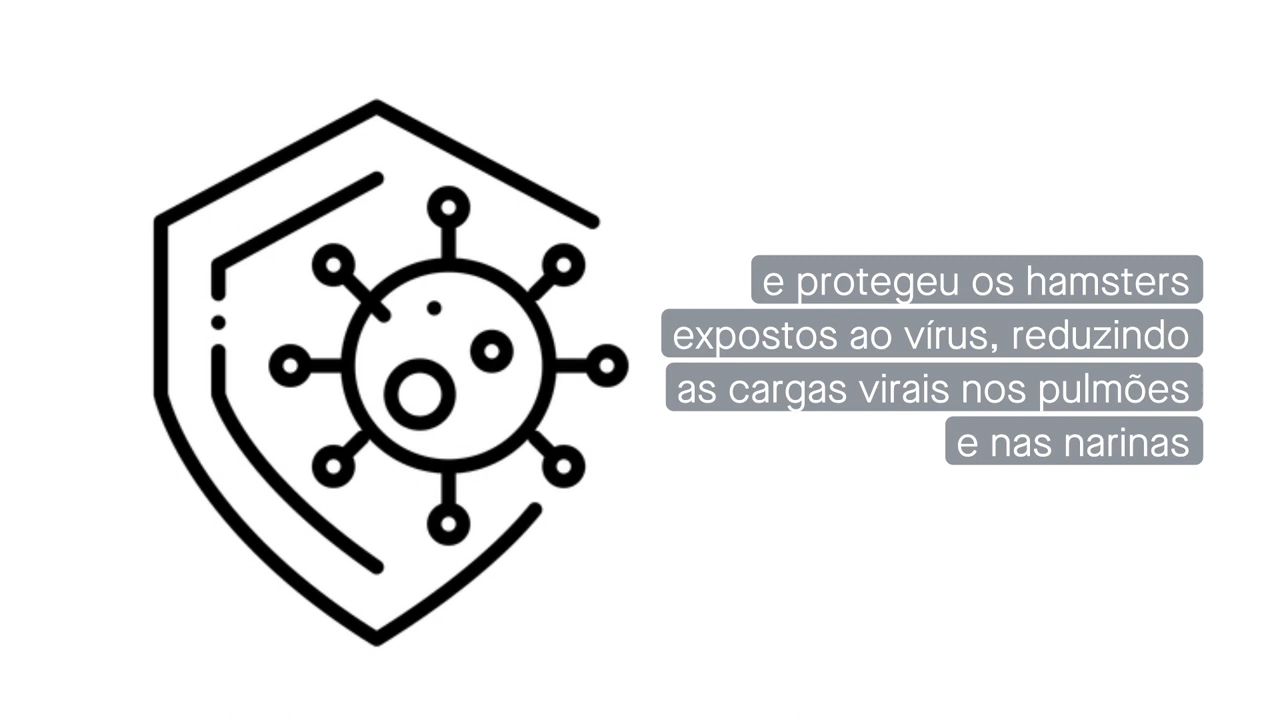 e protegeu os hamsters
expostos ao vírus, reduzindo
as cargas virais nos pulmões
e nas narinas